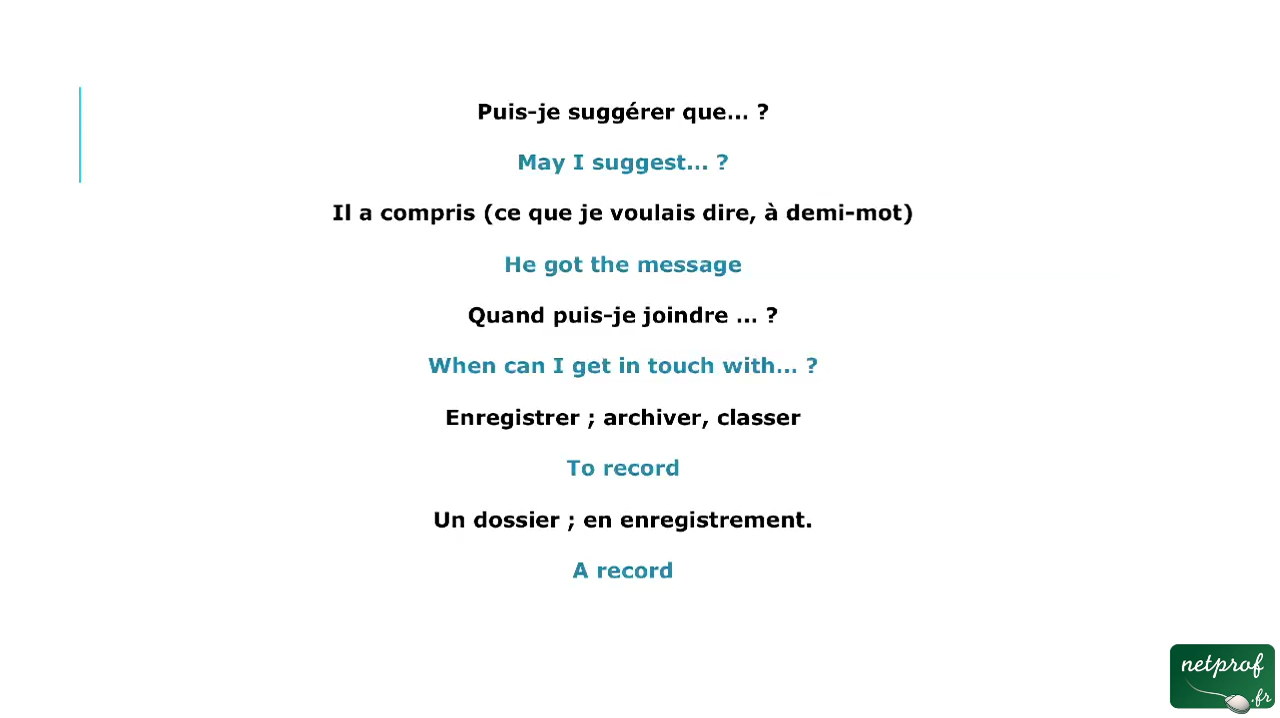 Puis-je suggérer que... ?
May I suggest... ?
Il a compris (ce que je voulais dire, à demi-mot)
He got the message
Quand puis-je joindre ... ?
When can I get in touch with... ?
Enregistrer ; archiver, classer
To record
Un dossier ; en enregistrement.
A record
netprof
.fr